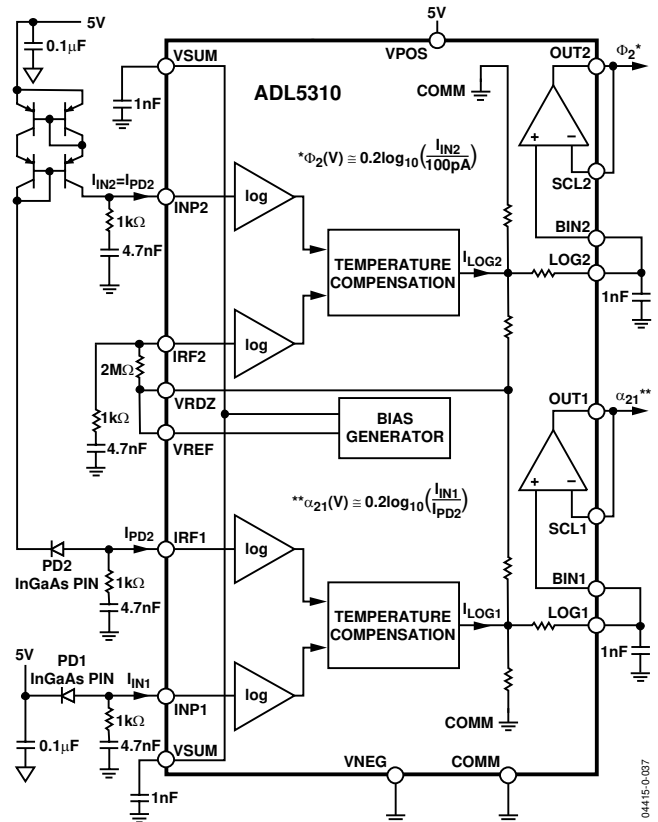 5V
5V
0.1μF
VSUM
VPOS
OUT2
Φ2*
1nF
ADL5310
COMM
*Φ2(V) ≅ 0.2log10(IIN2/100pA)
+
−
SCL2
IIN2=IPD2
log
INP2
BIN2
1kΩ
4.7nF
TEMPERATURE
COMPENSATION
ILOG2
LOG2
1nF
IRF2
log
2MΩ
VRDZ
OUT1
α21**
1kΩ
BIAS
GENERATOR
4.7nF
VREF
**α21(V) ≅ 0.2log10(IIN1/IPD2)
+
−
SCL1
IPD2
IRF1
log
PD2
InGaAs PIN
1kΩ
4.7nF
BIN1
TEMPERATURE
COMPENSATION
ILOG1
LOG1
1nF
5V
PD1
InGaAs PIN
IIN1
INP1
log
1kΩ
0.1μF
4.7nF
COMM
VSUM
VNEG
COMM
1nF
04415-0-037